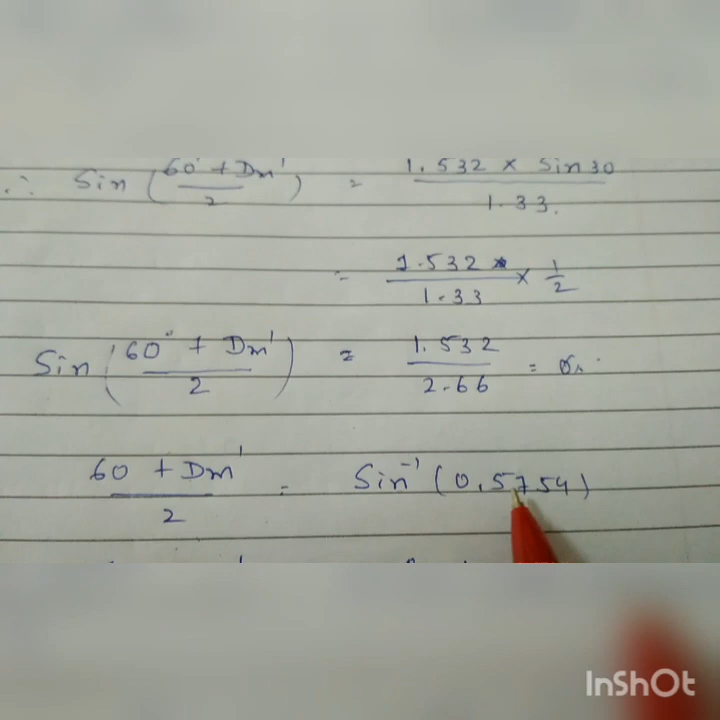 ∴ Sin (60° + Dm' / 2) = 1.532 × Sin 30 / 1.33.
= 1.532 / 1.33 × 1/2
Sin (60° + Dm' / 2) = 1.532 / 2.66 =
60 + Dm' / 2 = Sin⁻¹ (0.5754)
InShOt